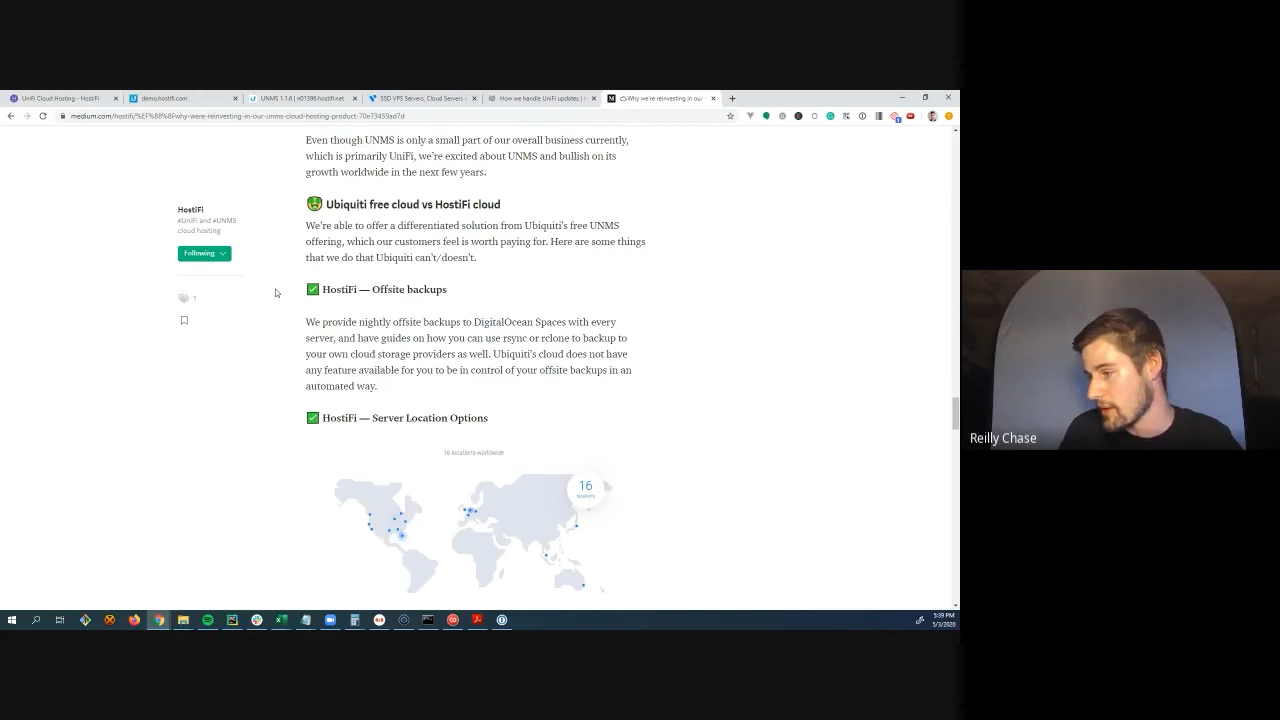 UniFi Cloud Hosting - HostiFi
demo.hostifi.com
UNMS 1.1.6 | n01396.hostifi.net
SSD VPS Servers, Cloud Servers
How we handle UniFi updates |
Why we're reinvesting in our
medium.com/hostifi/%EF%B8%8Fwhy-were-reinvesting-in-our-unms-cloud-hosting-product-70e73459ad7d
Even though UNMS is only a small part of our overall business currently,
which is primarily UniFi, we're excited about UNMS and bullish on its
growth worldwide in the next few years.
HostiFi
#UniFi and #UNMS
cloud hosting
Following
1
Ubiquiti free cloud vs HostiFi cloud
We're able to offer a differentiated solution from Ubiquiti's free UNMS
offering, which our customers feel is worth paying for. Here are some things
that we do that Ubiquiti can't/doesn't.
HostiFi — Offsite backups
We provide nightly offsite backups to DigitalOcean Spaces with every
server, and have guides on how you can use rsync or rclone to backup to
your own cloud storage providers as well. Ubiquiti's cloud does not have
any feature available for you to be in control of your offsite backups in an
automated way.
HostiFi — Server Location Options
16 locations worldwide
16
locations
Reilly Chase
5:39 PM
5/3/2020